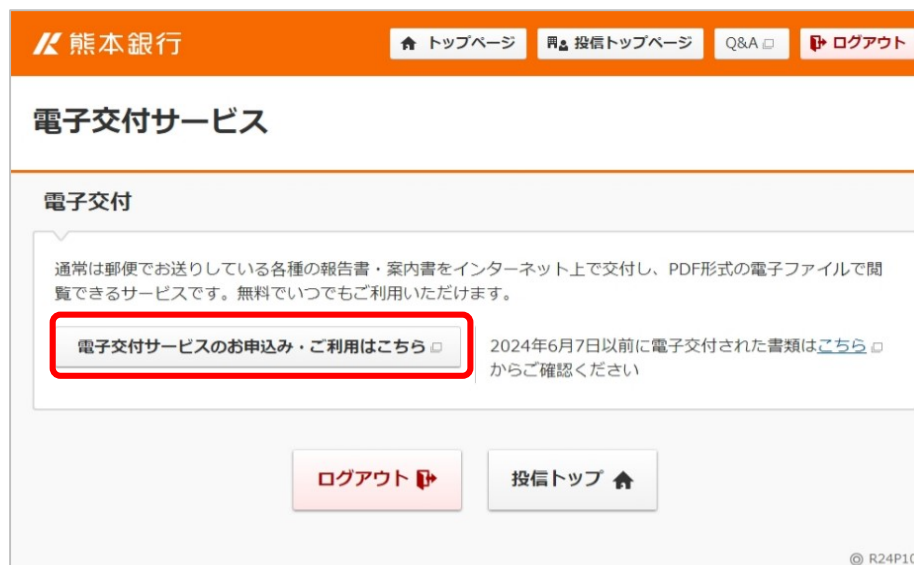 熊本銀行
トップページ
投信トップページ
Q&A
ログアウト
電子交付サービス
電子交付
通常は郵便でお送りしている各種の報告書・案内書をインターネット上で交付し、PDF形式の電子ファイルで閲
覧できるサービスです。無料でいつでもご利用いただけます。
電子交付サービスのお申込み・ご利用はこちら
2024年6月7日以前に電子交付された書類はこちら
からご確認ください
ログアウト
投信トップ
◎ R24P10